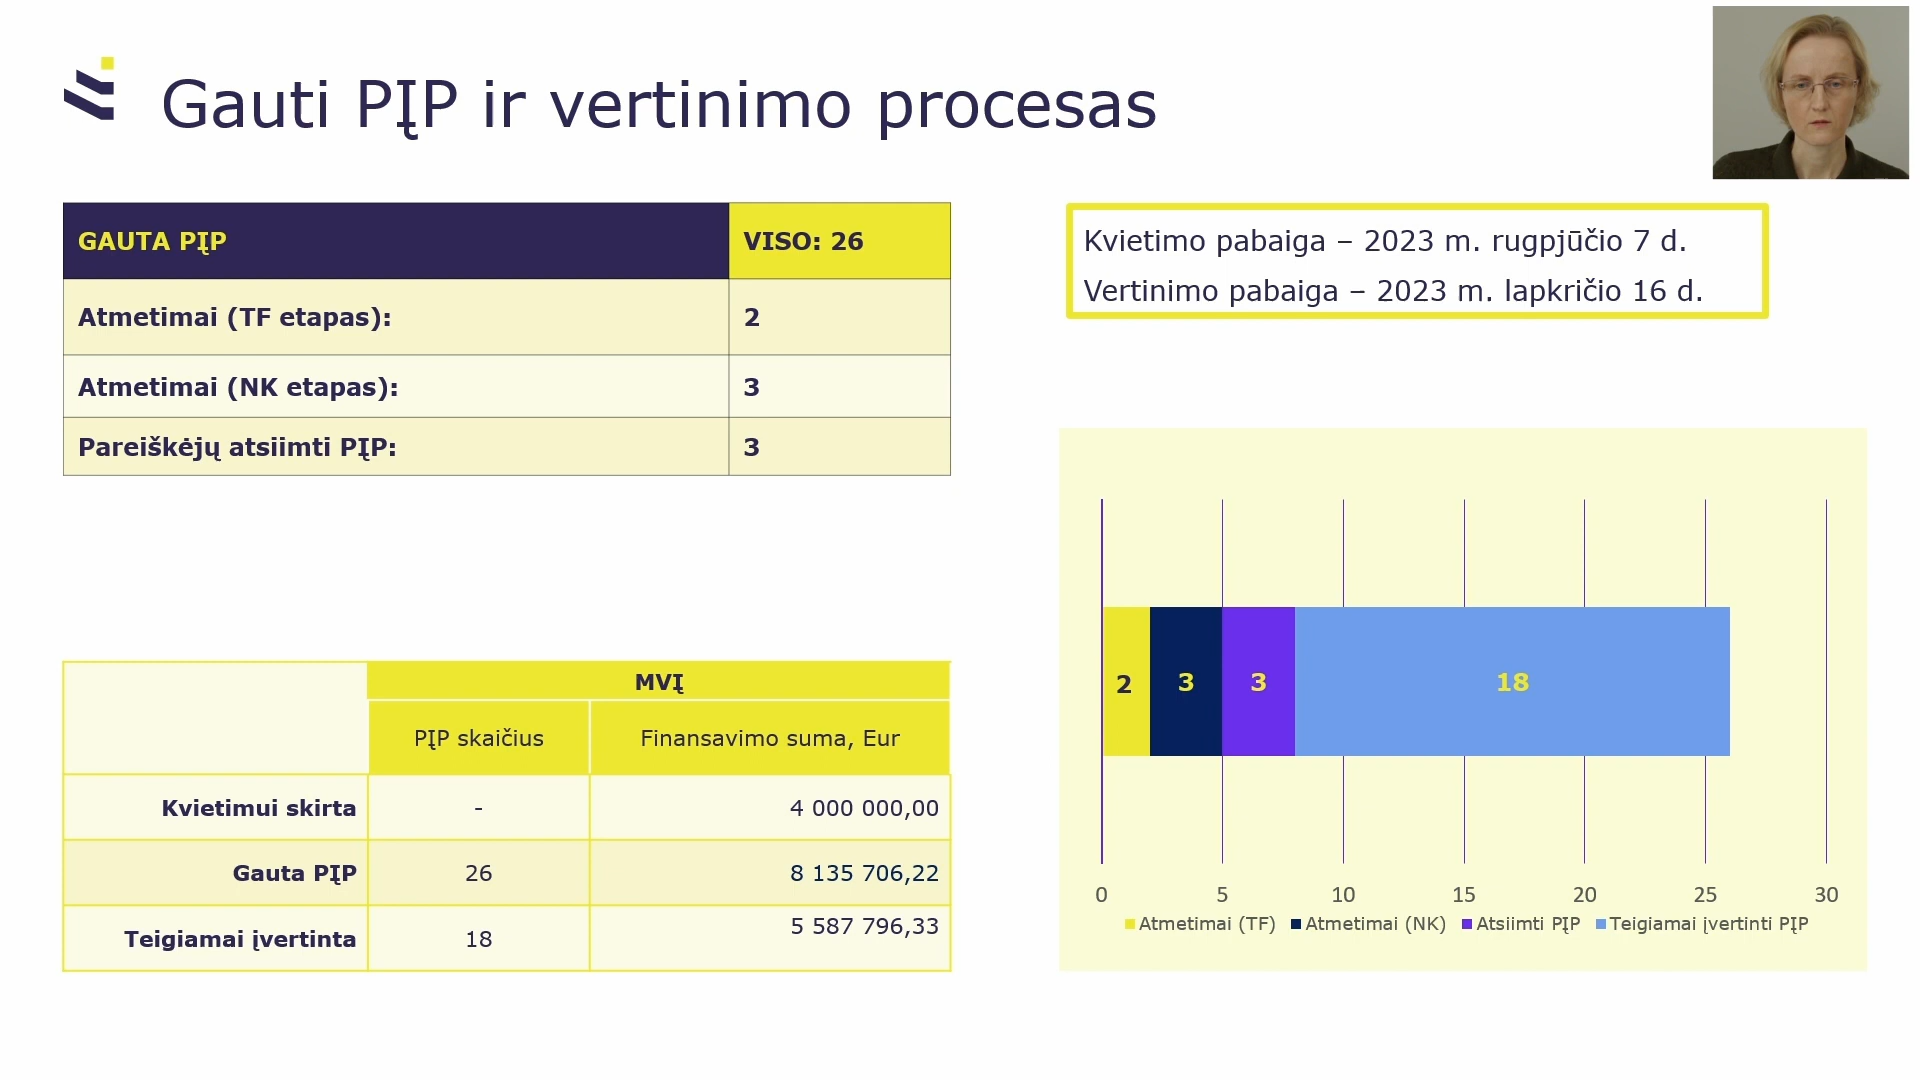 Gauti PĮP ir vertinimo procesas
GAUTA PĮP VISO: 26
Atmetimai (TF etapas): 2
Atmetimai (NK etapas): 3
Pareiškėjų atsiimti PĮP: 3
Kvietimo pabaiga – 2023 m. rugpjūčio 7 d.
Vertinimo pabaiga – 2023 m. lapkričio 16 d.
MVĮ
PĮP skaičius Finansavimo suma, Eur
Kvietimui skirta - 4 000 000,00
Gauta PĮP 26 8 135 706,22
Teigiamai įvertinta 18 5 587 796,33
2 3 3 18
0 5 10 15 20 25 30
Atmetimai (TF) Atmetimai (NK) Atsiimti PĮP Teigiamai įvertinti PĮP